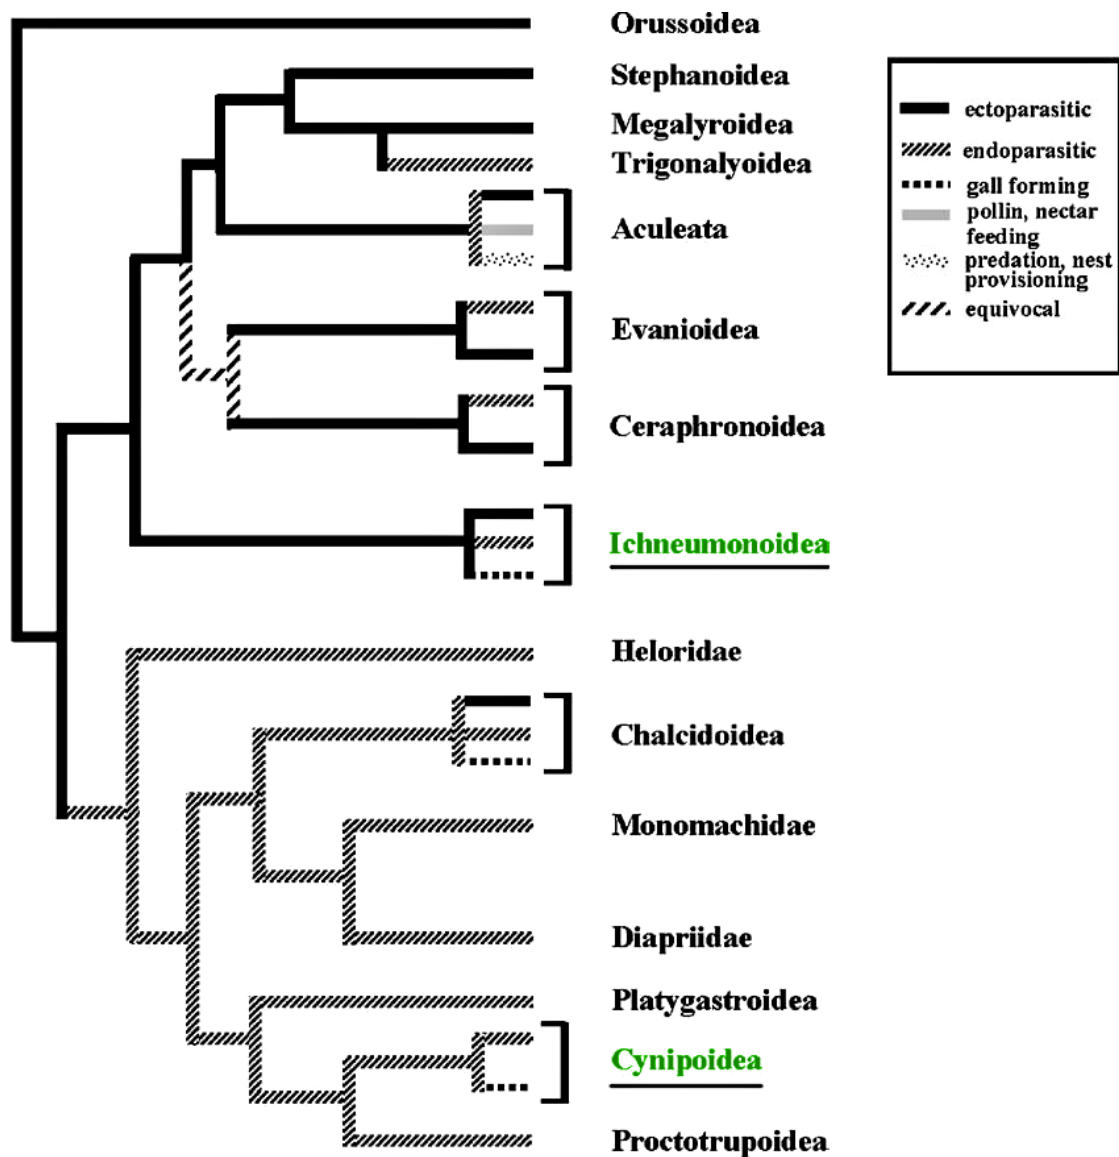 Orussoidea
Stephanoidea
Megalyroidea
Trigonalyoidea
Aculeata
Evanioidea
Ceraphronoidea
Ichneumonoidea
Heloridae
Chalcidoidea
Monomachidae
Diapriidae
Platygastroidea
Cynipoidea
Proctotrupoidea
ectoparasitic
endoparasitic
gall forming
pollin, nectar
feeding
predation, nest
provisioning
equivocal